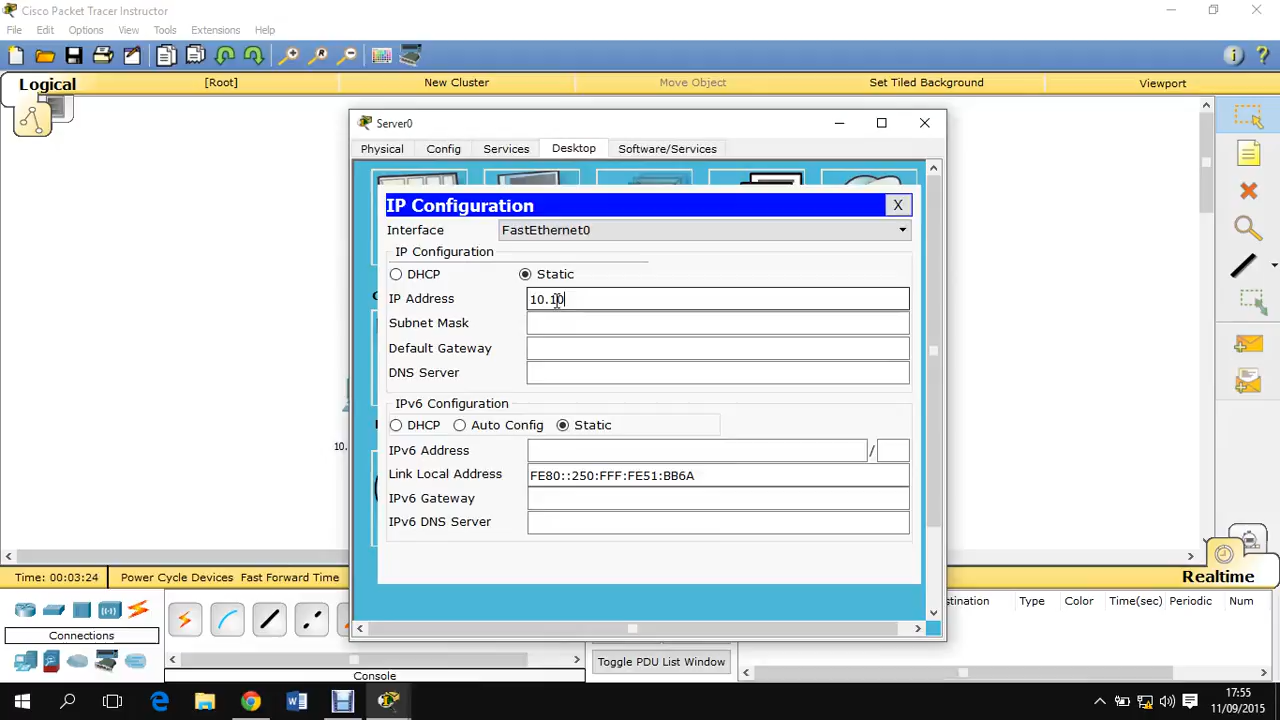 Cisco Packet Tracer Instructor
File Edit Options View Tools Extensions Help
Logical [Root] New Cluster Move Object Set Tiled Background Viewport
Server0
Physical Config Services Desktop Software/Services
IP Configuration X
Interface FastEthernet0
IP Configuration
DHCP Static
IP Address 10.10
Subnet Mask
Default Gateway
DNS Server
IPv6 Configuration
DHCP Auto Config Static
IPv6 Address /
Link Local Address FE80::250:FFF:FE51:BB6A
IPv6 Gateway
IPv6 DNS Server
10.
Time: 00:03:24 Power Cycle Devices Fast Forward Time Realtime
stination Type Color Time(sec) Periodic Num
Connections
Toggle PDU List Window
Console
17:55
11/09/2015